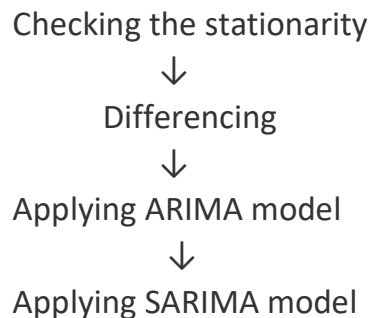 Checking the stationarity
↓
Differencing
↓
Applying ARIMA model
↓
Applying SARIMA model